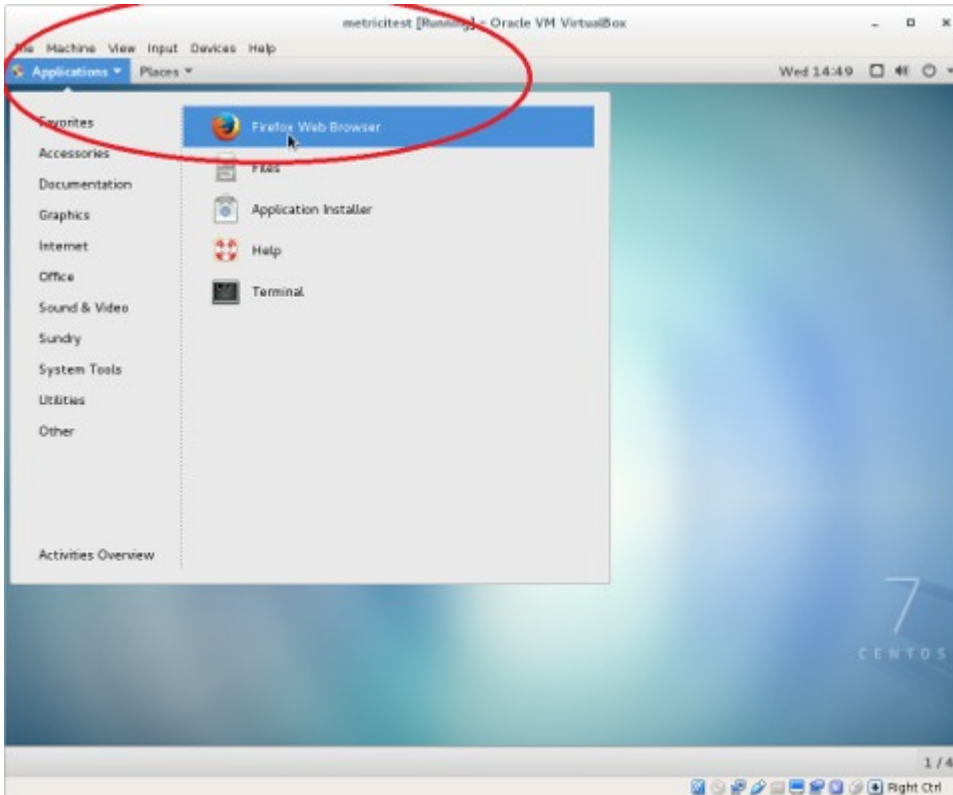 metricitest [Running] - Oracle VM VirtualBox
File Machine View Input Devices Help
Applications Places Wed 14:49
Favorites
Accessories
Documentation
Graphics
Internet
Office
Sound & Video
Sundry
System Tools
Utilities
Other
Activities Overview
Firefox Web Browser
Files
Application Installer
Help
Terminal
7
CENTOS
1 / 4
Right Ctrl